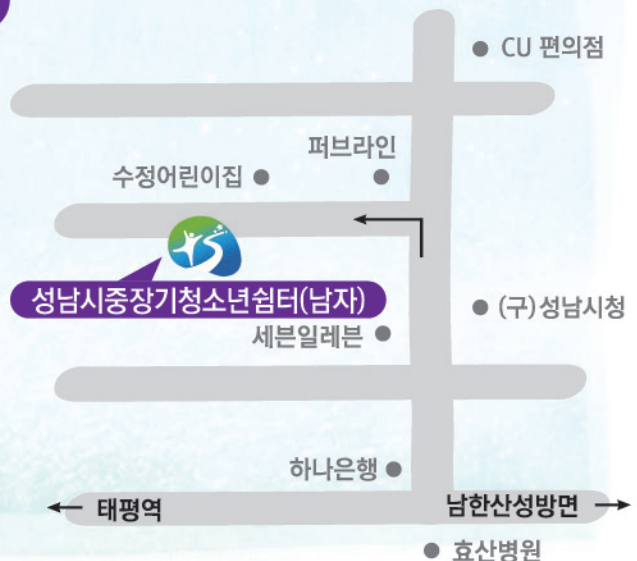 CU 편의점
퍼브라인
수정어린이집
성남시중장기청소년쉼터(남자)
(구)성남시청
세븐일레븐
하나은행
태평역
남한산성방면
효산병원